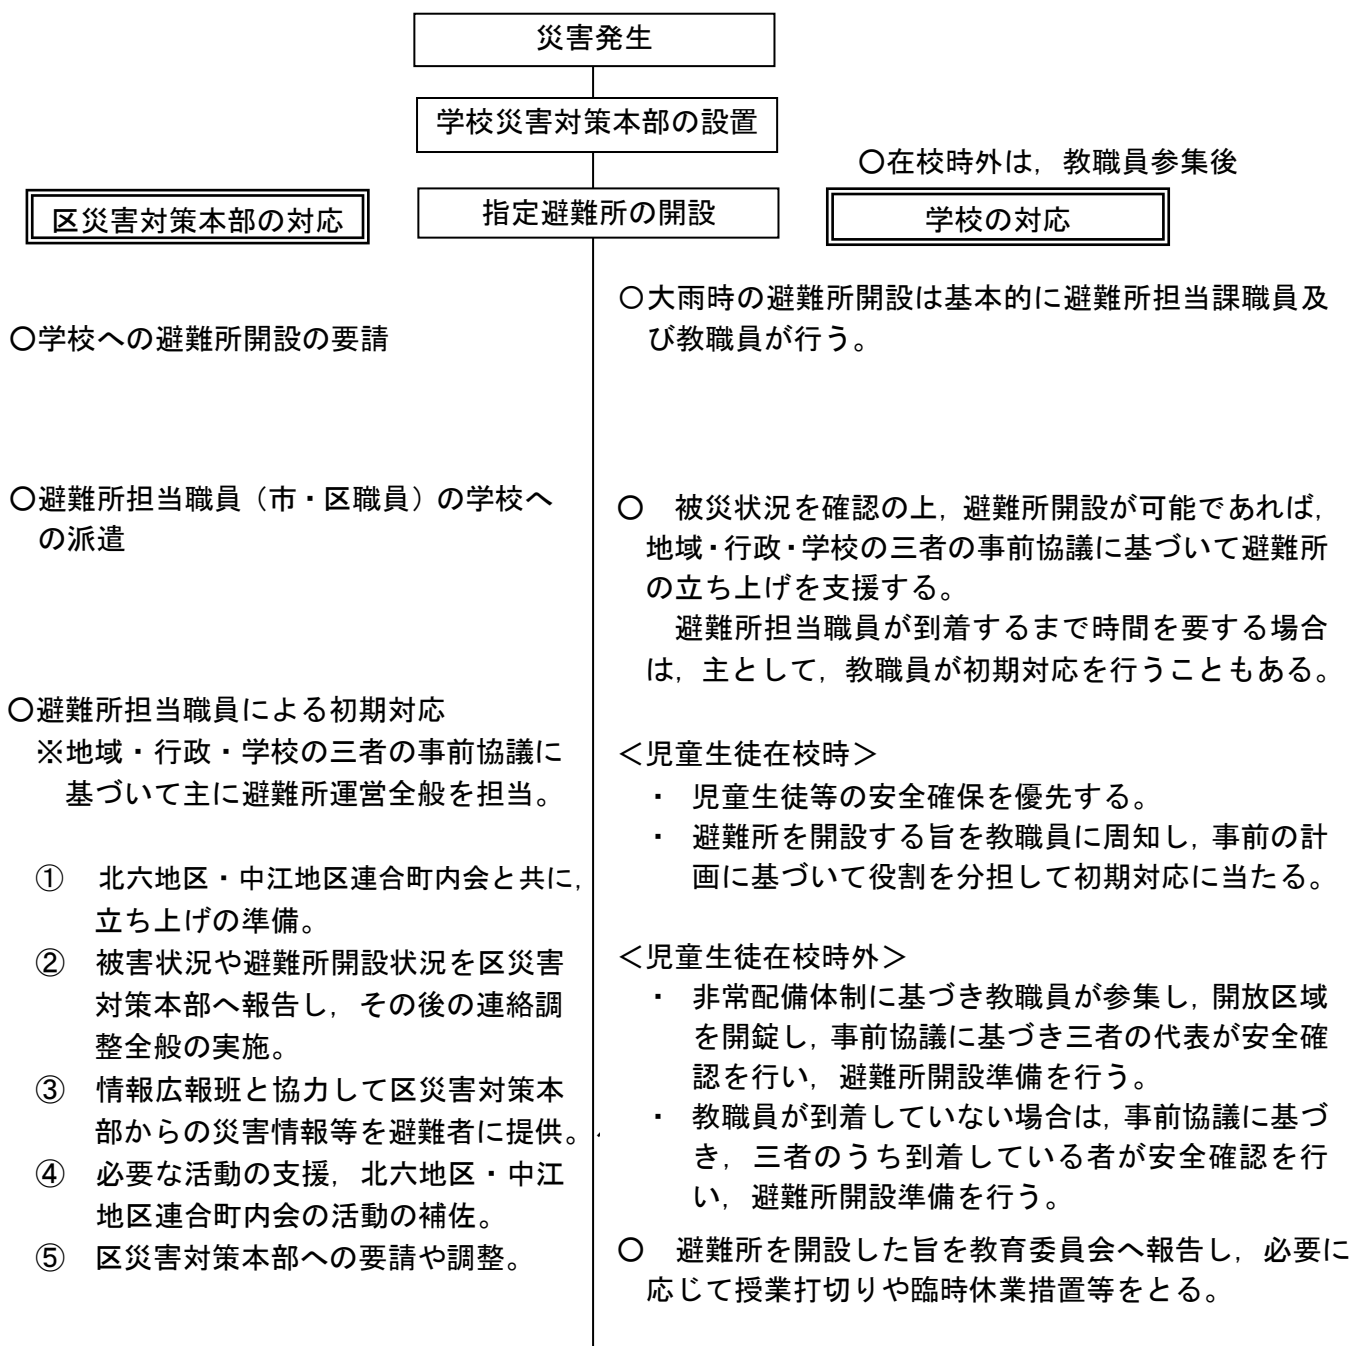 災害発生
学校災害対策本部の設置
〇在校時外は，教職員参集後
区災害対策本部の対応
指定避難所の開設
学校の対応
〇学校への避難所開設の要請
〇避難所担当職員（市・区職員）の学校へ
の派遣
〇避難所担当職員による初期対応
※地域・行政・学校の三者の事前協議に
基づいて主に避難所運営全般を担当。
① 北六地区・中江地区連合町内会と共に，
立ち上げの準備。
② 被害状況や避難所開設状況を区災害
対策本部へ報告し，その後の連絡調
整全般の実施。
③ 情報広報班と協力して区災害対策本
部からの災害情報等を避難者に提供。
④ 必要な活動の支援，北六地区・中江
地区連合町内会の活動の補佐。
⑤ 区災害対策本部への要請や調整。
〇大雨時の避難所開設は基本的に避難所担当課職員及
び教職員が行う。
〇 被災状況を確認の上，避難所開設が可能であれば，
地域・行政・学校の三者の事前協議に基づいて避難所
の立ち上げを支援する。
避難所担当職員が到着するまで時間を要する場合
は，主として，教職員が初期対応を行うこともある。
＜児童生徒在校時＞
・ 児童生徒等の安全確保を優先する。
・ 避難所を開設する旨を教職員に周知し，事前の計
画に基づいて役割を分担して初期対応に当たる。
＜児童生徒在校時外＞
・ 非常配備体制に基づき教職員が参集し，開放区域
を開錠し，事前協議に基づき三者の代表が安全確
認を行い，避難所開設準備を行う。
・ 教職員が到着していない場合は，事前協議に基づ
き，三者のうち到着している者が安全確認を行
い，避難所開設準備を行う。
〇 避難所を開設した旨を教育委員会へ報告し，必要に
応じて授業打切りや臨時休業措置等をとる。